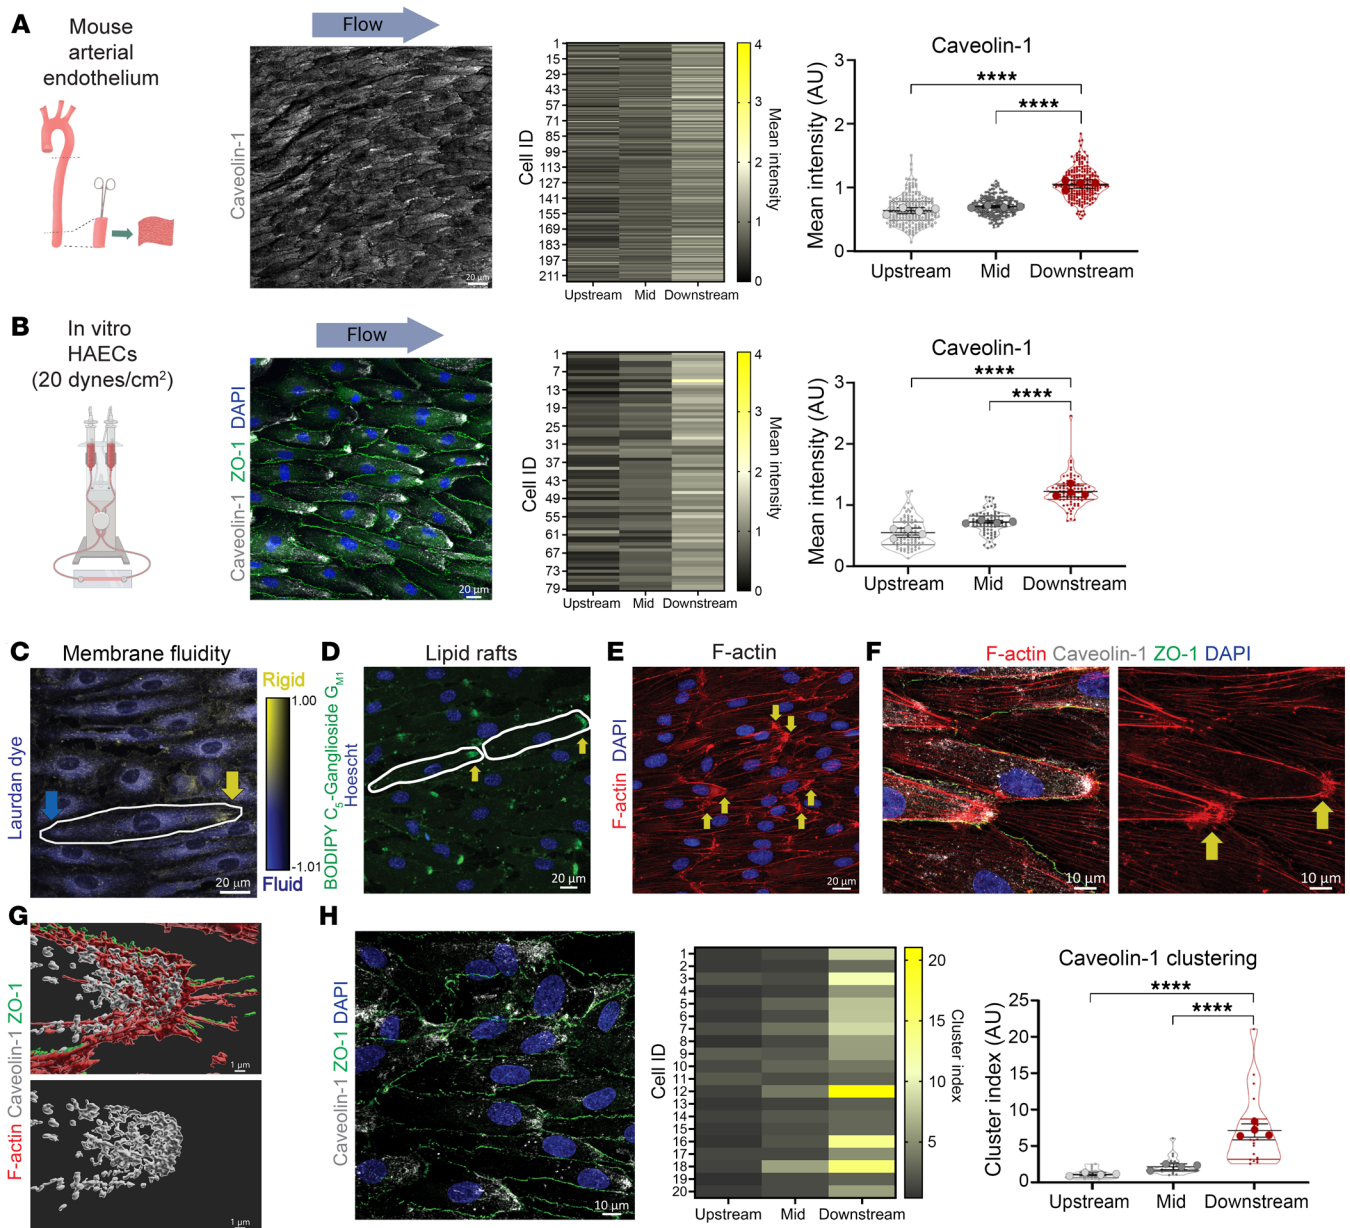 A
Mouse
arterial
endothelium
Flow
Caveolin-1
20 µm
Cell ID
1
15
29
43
57
71
85
99
113
127
141
155
169
183
197
211
Upstream Mid Downstream
4
3
2
1
0
Mean intensity
Caveolin-1
****
****
Mean intensity (AU)
3
2
1
0
Upstream Mid Downstream
B
In vitro
HAECs
(20 dynes/cm²)
Flow
Caveolin-1 ZO-1 DAPI
20 µm
Cell ID
1
7
13
19
25
31
37
43
49
55
61
67
73
79
Upstream Mid Downstream
4
3
2
1
0
Mean intensity
Caveolin-1
****
****
Mean intensity (AU)
3
2
1
0
Upstream Mid Downstream
C
Membrane fluidity
Laurdan dye
20 µm
Rigid
1.00
-1.01
Fluid
D
Lipid rafts
BODIPY C₅-Ganglioside G_M1
Hoescht
20 µm
E
F-actin
F-actin DAPI
20 µm
F
F-actin Caveolin-1 ZO-1 DAPI
10 µm
10 µm
G
F-actin Caveolin-1 ZO-1
1 µm
1 µm
H
Caveolin-1 ZO-1 DAPI
10 µm
Cell ID
1
2
3
4
5
6
7
8
9
10
11
12
13
14
15
16
17
18
19
20
Upstream Mid Downstream
20
15
10
5
Cluster index
Caveolin-1 clustering
****
****
Cluster index (AU)
25
20
15
10
5
0
Upstream Mid Downstream